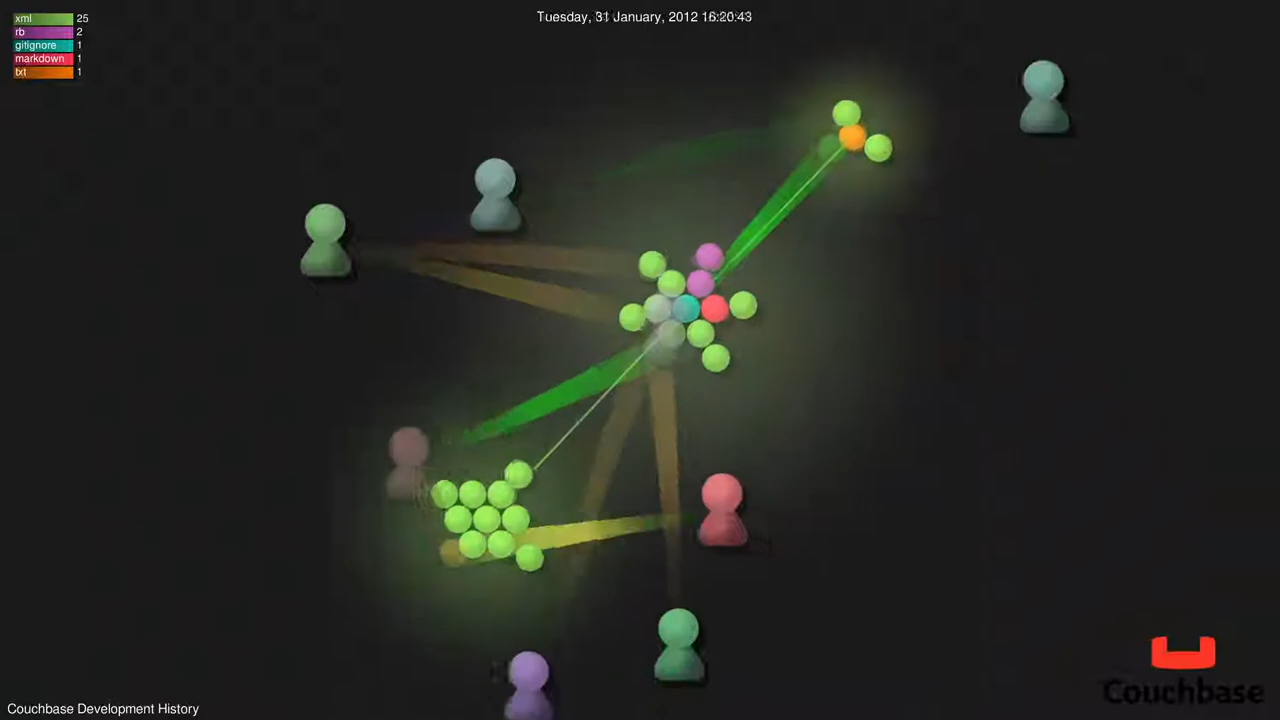 xml 25
rb 2
gitignore 1
markdown 1
txt 1
Tuesday, 31 January, 2012 16:20:43
Couchbase
Couchbase Development History